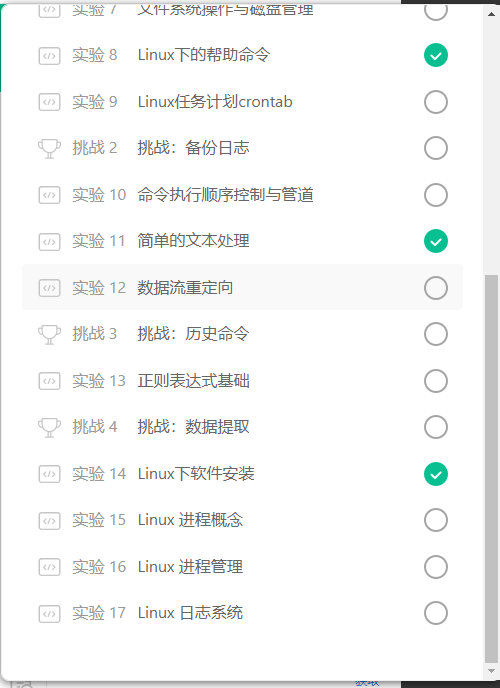 实验 7 文件系统操作与磁盘管理
实验 8 Linux下的帮助命令
实验 9 Linux任务计划crontab
挑战 2 挑战：备份日志
实验 10 命令执行顺序控制与管道
实验 11 简单的文本处理
实验 12 数据流重定向
挑战 3 挑战：历史命令
实验 13 正则表达式基础
挑战 4 挑战：数据提取
实验 14 Linux下软件安装
实验 15 Linux 进程概念
实验 16 Linux 进程管理
实验 17 Linux 日志系统